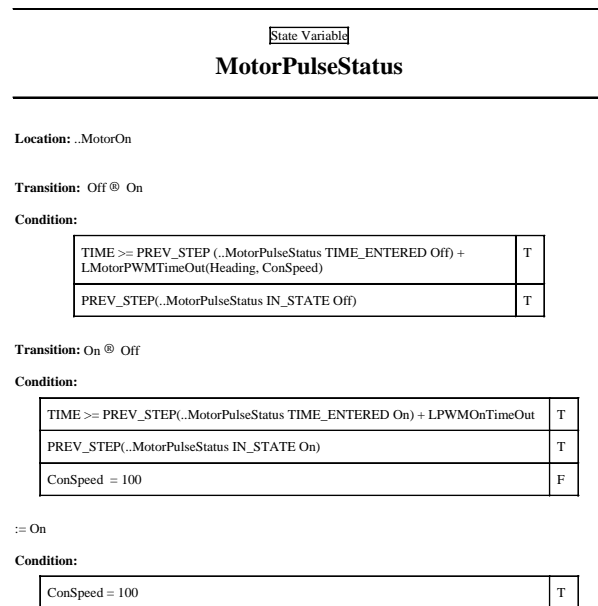 State Variable
MotorPulseStatus
Location: ..MotorOn
Transition: Off ® On
Condition:
TIME >= PREV_STEP (..MotorPulseStatus TIME_ENTERED Off) + T
LMotorPWMTimeOut(Heading, ConSpeed)
PREV_STEP(..MotorPulseStatus IN_STATE Off) T
Transition: On ® Off
Condition:
TIME >= PREV_STEP(..MotorPulseStatus TIME_ENTERED On) + LPWMOnTimeOut T
PREV_STEP(..MotorPulseStatus IN_STATE On) T
ConSpeed = 100 F
:= On
Condition:
ConSpeed = 100 T